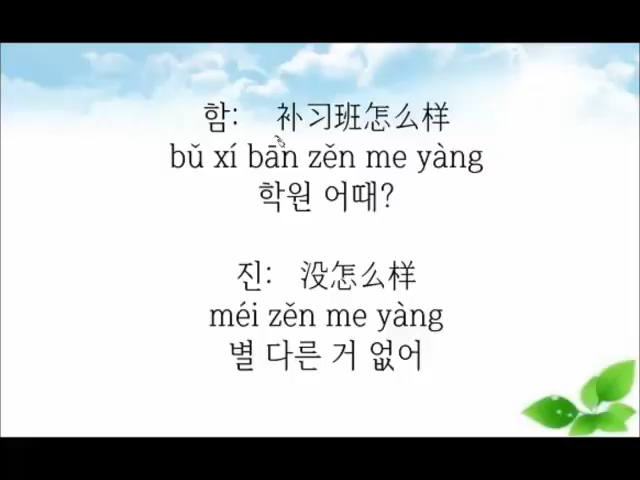 함: 补习班怎么样
bǔ xí bān zěn me yàng
학원 어때?
진: 没怎么样
méi zěn me yàng
별 다른 거 없어